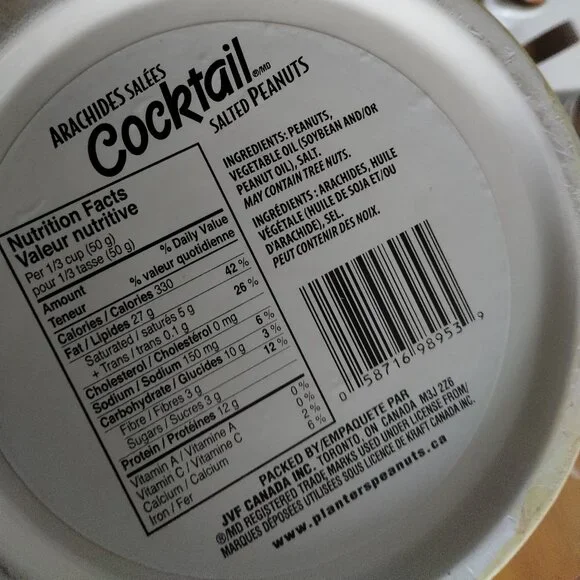 ARACHIDES SALÉES
Cocktail ®/MD
SALTED PEANUTS
Nutrition Facts
Valeur nutritive
Per 1/3 cup (50 g)
pour 1/3 tasse (50 g)
Amount % Daily Value
Teneur % valeur quotidienne
Calories / Calories 330
Fat / Lipides 27 g 42 %
Saturated / saturés 5 g
+ Trans / trans 0.1 g 26 %
Cholesterol / Cholestérol 0 mg
Sodium / Sodium 150 mg 6 %
Carbohydrate / Glucides 10 g 3 %
Fibre / Fibres 3 g 12 %
Sugars / Sucres 3 g
Protein / Protéines 12 g
Vitamin A / Vitamine A 0 %
Vitamin C / Vitamine C 0 %
Calcium / Calcium 2 %
Iron / Fer 6 %
INGREDIENTS: PEANUTS,
VEGETABLE OIL (SOYBEAN AND/OR
PEANUT OIL), SALT.
MAY CONTAIN TREE NUTS.
INGRÉDIENTS : ARACHIDES, HUILE
VÉGÉTALE (HUILE DE SOJA ET/OU
D'ARACHIDE), SEL.
PEUT CONTENIR DES NOIX.
0 58716 98953 9
PACKED BY/EMPAQUETE PAR
JVF CANADA INC. TORONTO, ON CANADA M3J 2Z6
®/MD REGISTERED TRADE MARKS USED UNDER LICENSE FROM/
MARQUES DÉPOSÉES UTILISÉES SOUS LICENCE DE KRAFT CANADA INC.
www.planterspeanuts.ca